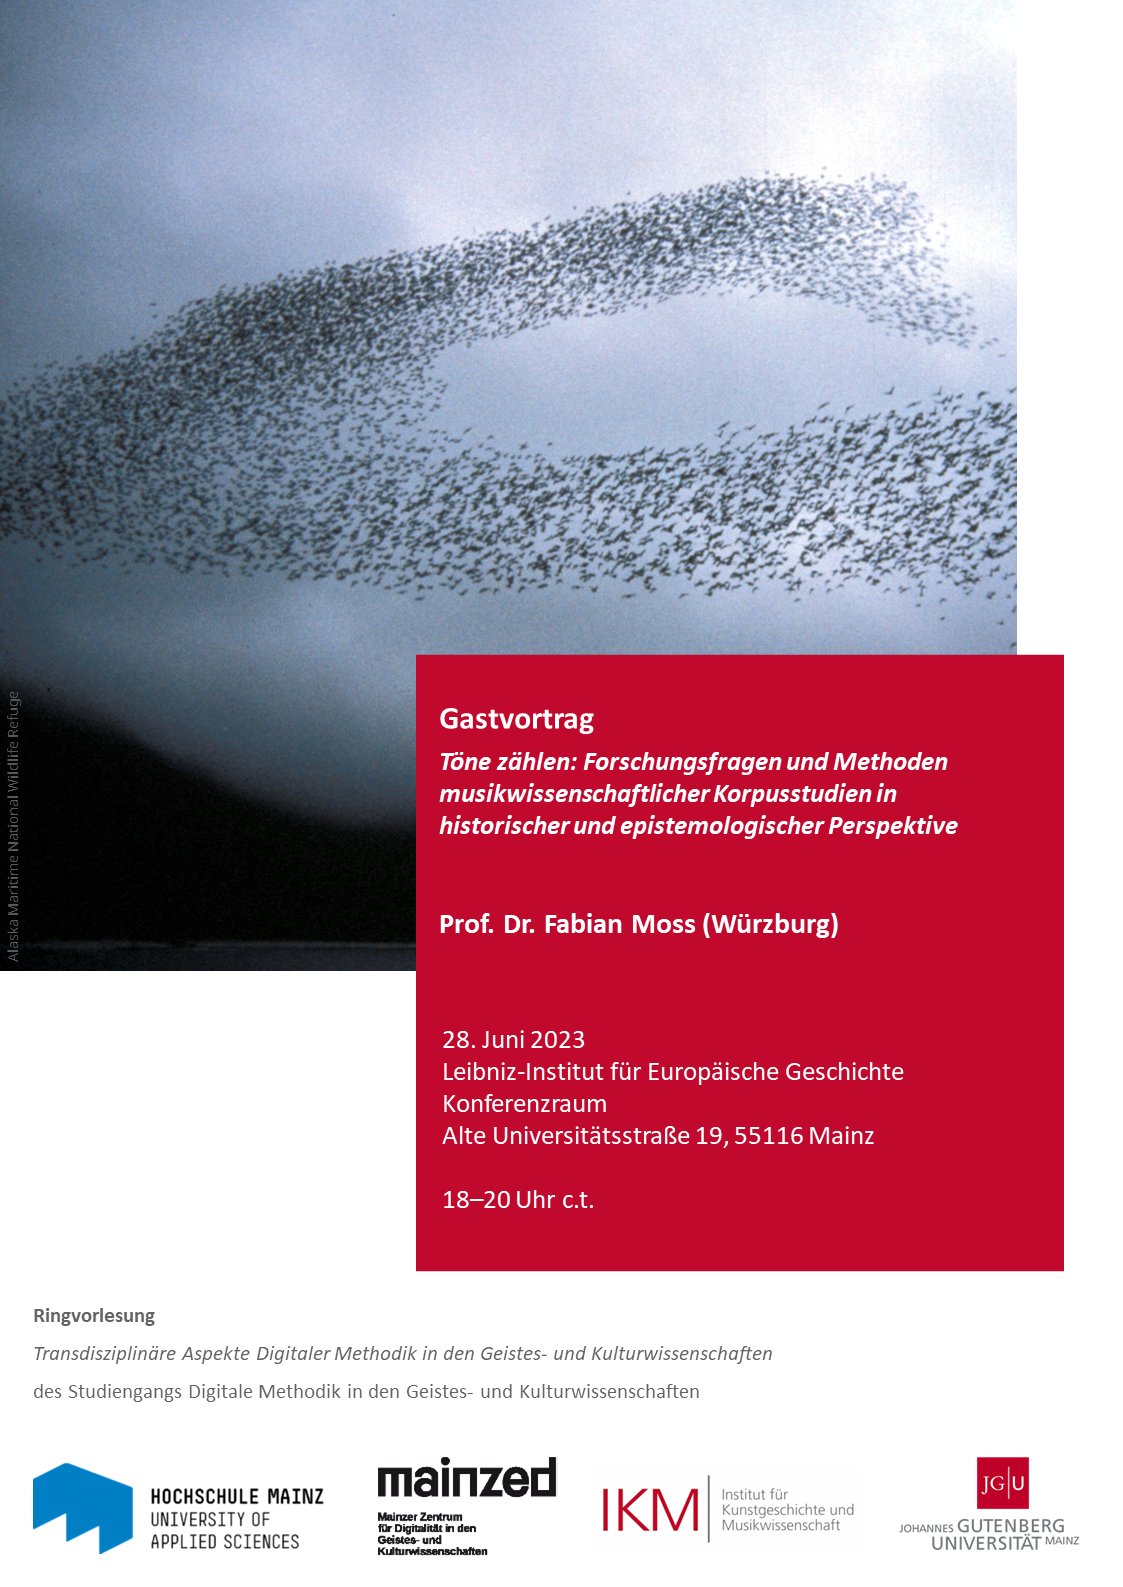 Alaska Maritime National Wildlife Refuge
Gastvortrag
Töne zählen: Forschungsfragen und Methoden
musikwissenschaftlicher Korpusstudien in
historischer und epistemologischer Perspektive
Prof. Dr. Fabian Moss (Würzburg)
28. Juni 2023
Leibniz-Institut für Europäische Geschichte
Konferenzraum
Alte Universitätsstraße 19, 55116 Mainz
18–20 Uhr c.t.
Ringvorlesung
Transdisziplinäre Aspekte Digitaler Methodik in den Geistes- und Kulturwissenschaften
des Studiengangs Digitale Methodik in den Geistes- und Kulturwissenschaften
HOCHSCHULE MAINZ
UNIVERSITY OF
APPLIED SCIENCES
mainzed
Mainzer Zentrum
für Digitalität in den
Geistes- und
Kulturwissenschaften
IKM
Institut für
Kunstgeschichte und
Musikwissenschaft
JG|U
JOHANNES GUTENBERG
UNIVERSITÄT MAINZ